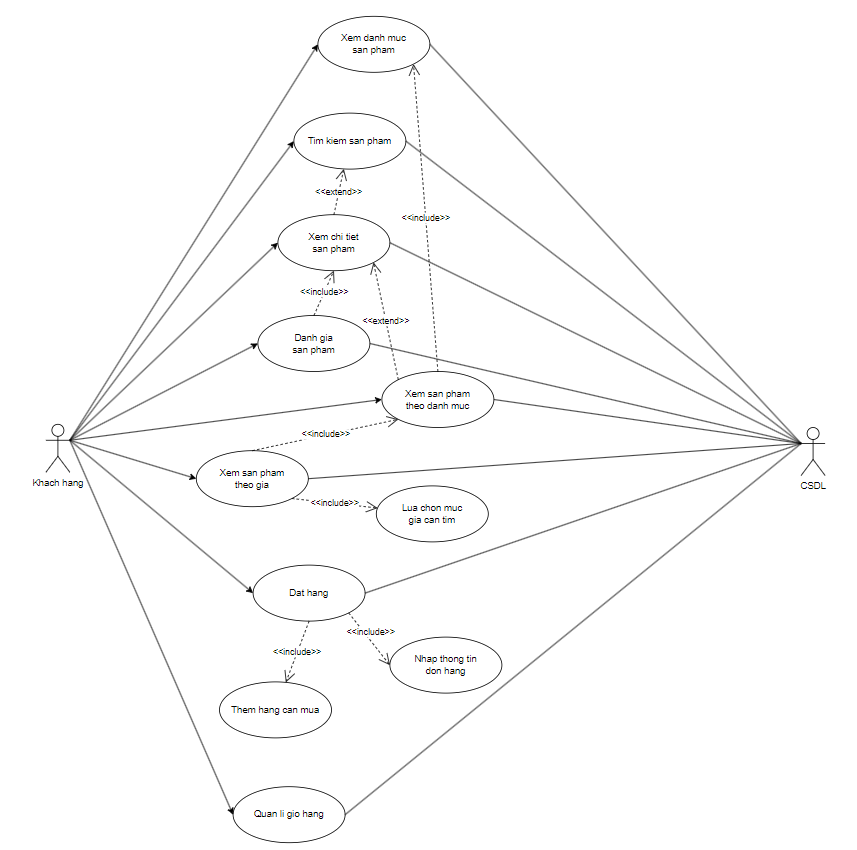 Xem danh muc
san pham
Tim kiem san pham
<<extend>>
<<include>>
Xem chi tiet
san pham
<<include>>
<<extend>>
Danh gia
san pham
Xem san pham
theo danh muc
<<include>>
Khach hang
CSDL
Xem san pham
theo gia
<<include>>
Lua chon muc
gia can tim
Dat hang
<<include>>
<<include>>
Nhap thong tin
don hang
Them hang can mua
Quan li gio hang